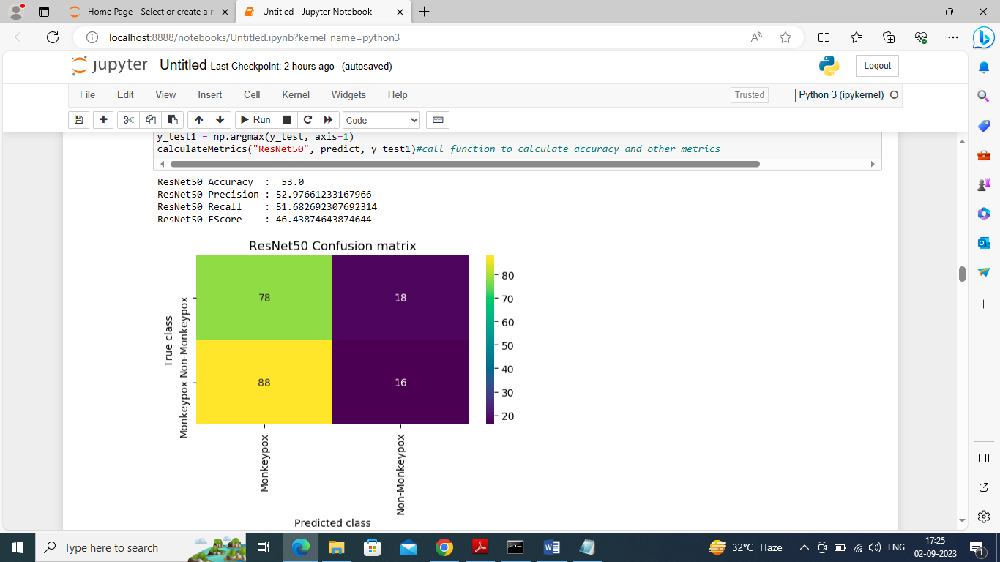 Home Page - Select or create a n
Untitled - Jupyter Notebook
localhost:8888/notebooks/Untitled.ipynb?kernel_name=python3
jupyter Untitled Last Checkpoint: 2 hours ago (autosaved)
Logout
File Edit View Insert Cell Kernel Widgets Help
Trusted
Python 3 (ipykernel)
Run
Code
y_test1 = np.argmax(y_test, axis=1)
calculateMetrics("ResNet50", predict, y_test1)#call function to calculate accuracy and other metrics
ResNet50 Accuracy  :  53.0
ResNet50 Precision : 52.97661233167966
ResNet50 Recall    : 51.682692307692314
ResNet50 FScore    : 46.43874643874644
ResNet50 Confusion matrix
True class
Non-Monkeypox
Monkeypox
78 18
88 16
80
70
60
50
40
30
20
Monkeypox
Non-Monkeypox
Predicted class
Type here to search
32°C Haze
ENG
17:25
02-09-2023
1